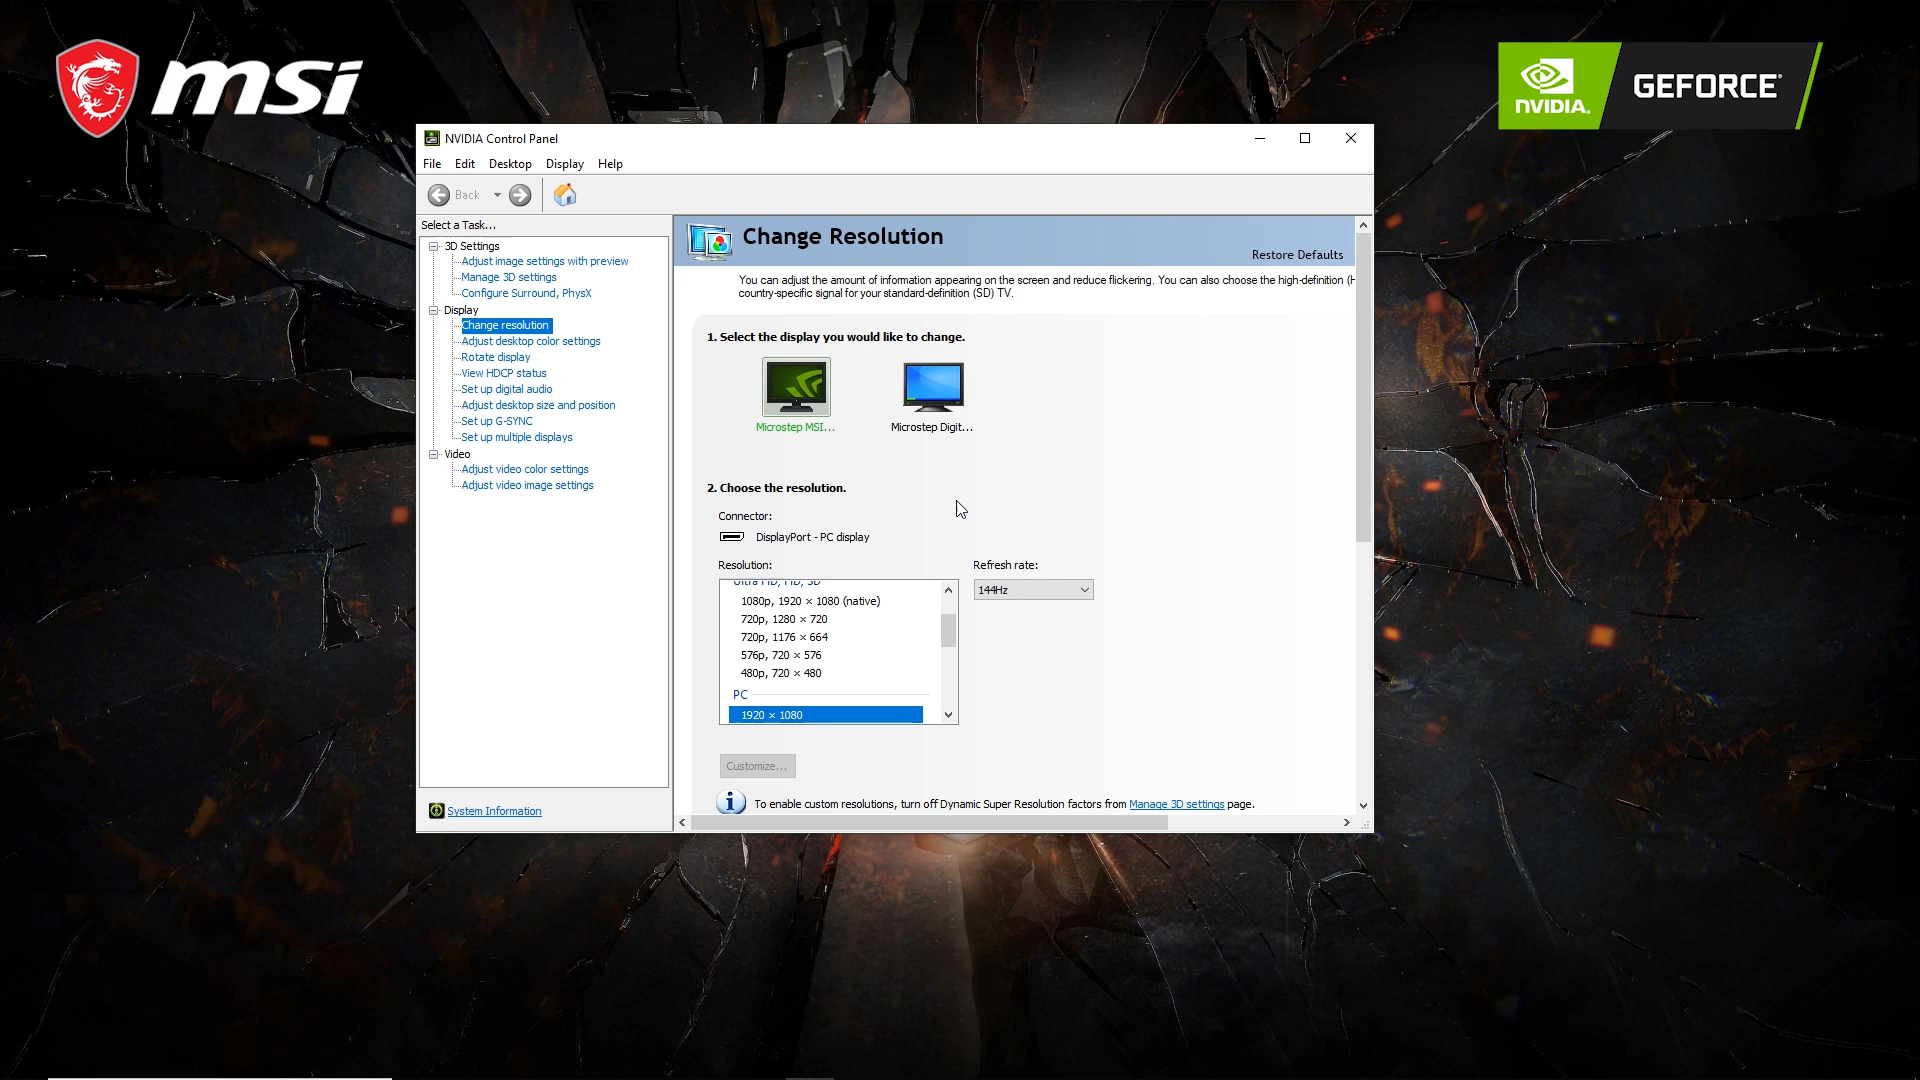 msi
NVIDIA.
GEFORCE
NVIDIA Control Panel
File Edit Desktop Display Help
Back
Select a Task...
3D Settings
Adjust image settings with preview
Manage 3D settings
Configure Surround, PhysX
Display
Change resolution
Adjust desktop color settings
Rotate display
View HDCP status
Set up digital audio
Adjust desktop size and position
Set up G-SYNC
Set up multiple displays
Video
Adjust video color settings
Adjust video image settings
System Information
Change Resolution
Restore Defaults
You can adjust the amount of information appearing on the screen and reduce flickering. You can also choose the high-definition (H
country-specific signal for your standard-definition (SD) TV.
1. Select the display you would like to change.
Microstep MSI...
Microstep Digit...
2. Choose the resolution.
Connector:
DisplayPort - PC display
Resolution:
Refresh rate:
Ultra HD, HD, SD
144Hz
1080p, 1920 × 1080 (native)
720p, 1280 × 720
720p, 1176 × 664
576p, 720 × 576
480p, 720 × 480
PC
1920 × 1080
Customize...
To enable custom resolutions, turn off Dynamic Super Resolution factors from Manage 3D settings page.